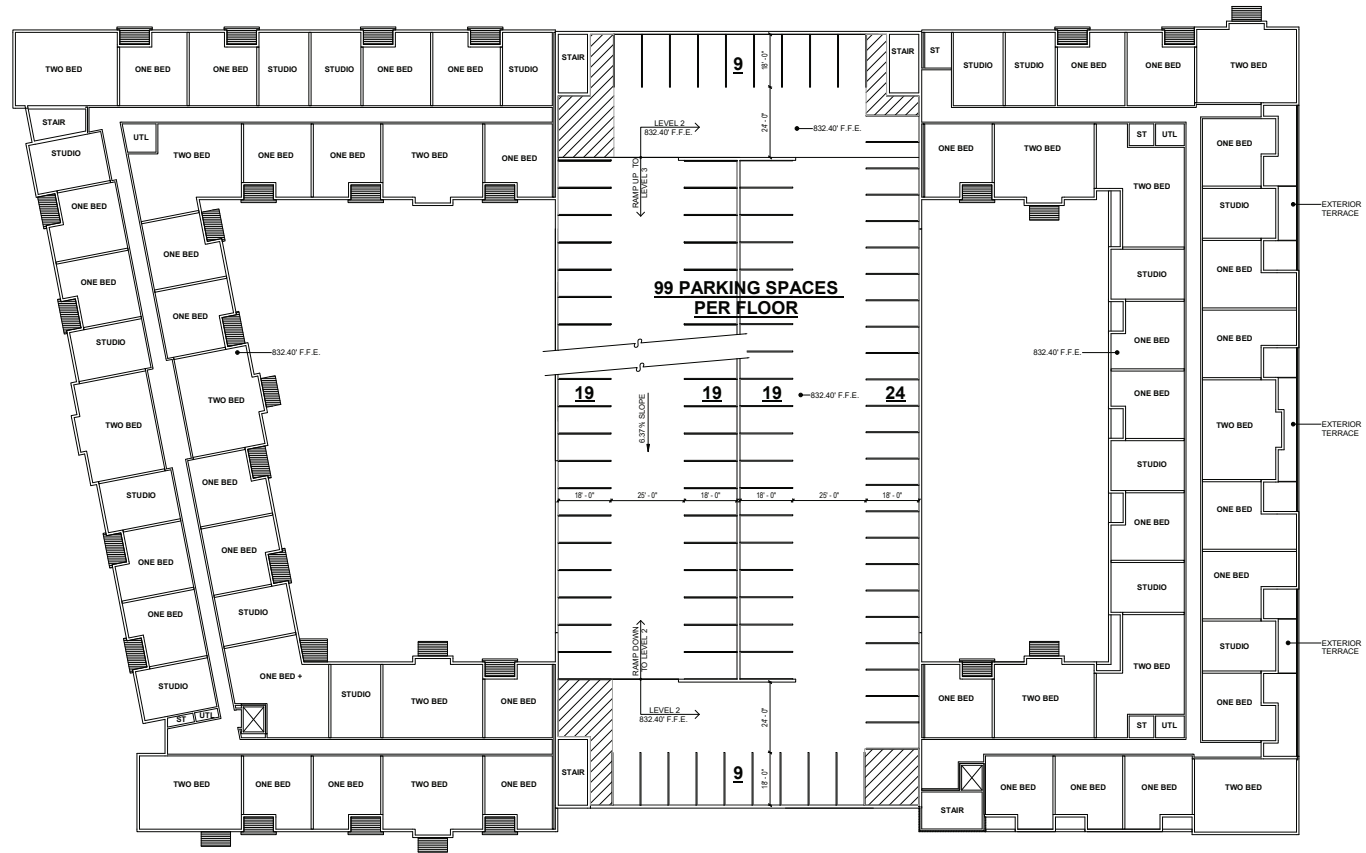 TWO BED
ONE BED
ONE BED
STUDIO
STUDIO
ONE BED
ONE BED
STUDIO
STAIR
9
18' - 0"
STAIR
ST
STUDIO
STUDIO
ONE BED
ONE BED
TWO BED
STAIR
UTL
TWO BED
ONE BED
ONE BED
TWO BED
ONE BED
LEVEL 2
832.40' F.F.E.
24' - 0"
832.40' F.F.E.
ONE BED
TWO BED
ST
UTL
ONE BED
STUDIO
ONE BED
RAMP UP TO
LEVEL 3
TWO BED
STUDIO
EXTERIOR
TERRACE
ONE BED
ONE BED
STUDIO
ONE BED
ONE BED
ONE BED
99 PARKING SPACES
PER FLOOR
STUDIO
832.40' F.F.E.
832.40' F.F.E.
ONE BED
ONE BED
TWO BED
TWO BED
19
19
19
832.40' F.F.E.
24
ONE BED
6.37% SLOPE
TWO BED
EXTERIOR
TERRACE
STUDIO
ONE BED
STUDIO
18' - 0"
25' - 0"
18' - 0"
18' - 0"
25' - 0"
18' - 0"
ONE BED
ONE BED
ONE BED
ONE BED
ONE BED
STUDIO
STUDIO
ONE BED
RAMP DOWN
TO LEVEL 2
TWO BED
STUDIO
EXTERIOR
TERRACE
STUDIO
ONE BED +
STUDIO
TWO BED
ONE BED
ONE BED
TWO BED
ONE BED
ST
UTL
LEVEL 2
832.40' F.F.E.
24' - 0"
ST
UTL
STAIR
9
18' - 0"
TWO BED
ONE BED
ONE BED
TWO BED
ONE BED
ONE BED
ONE BED
ONE BED
TWO BED
STAIR